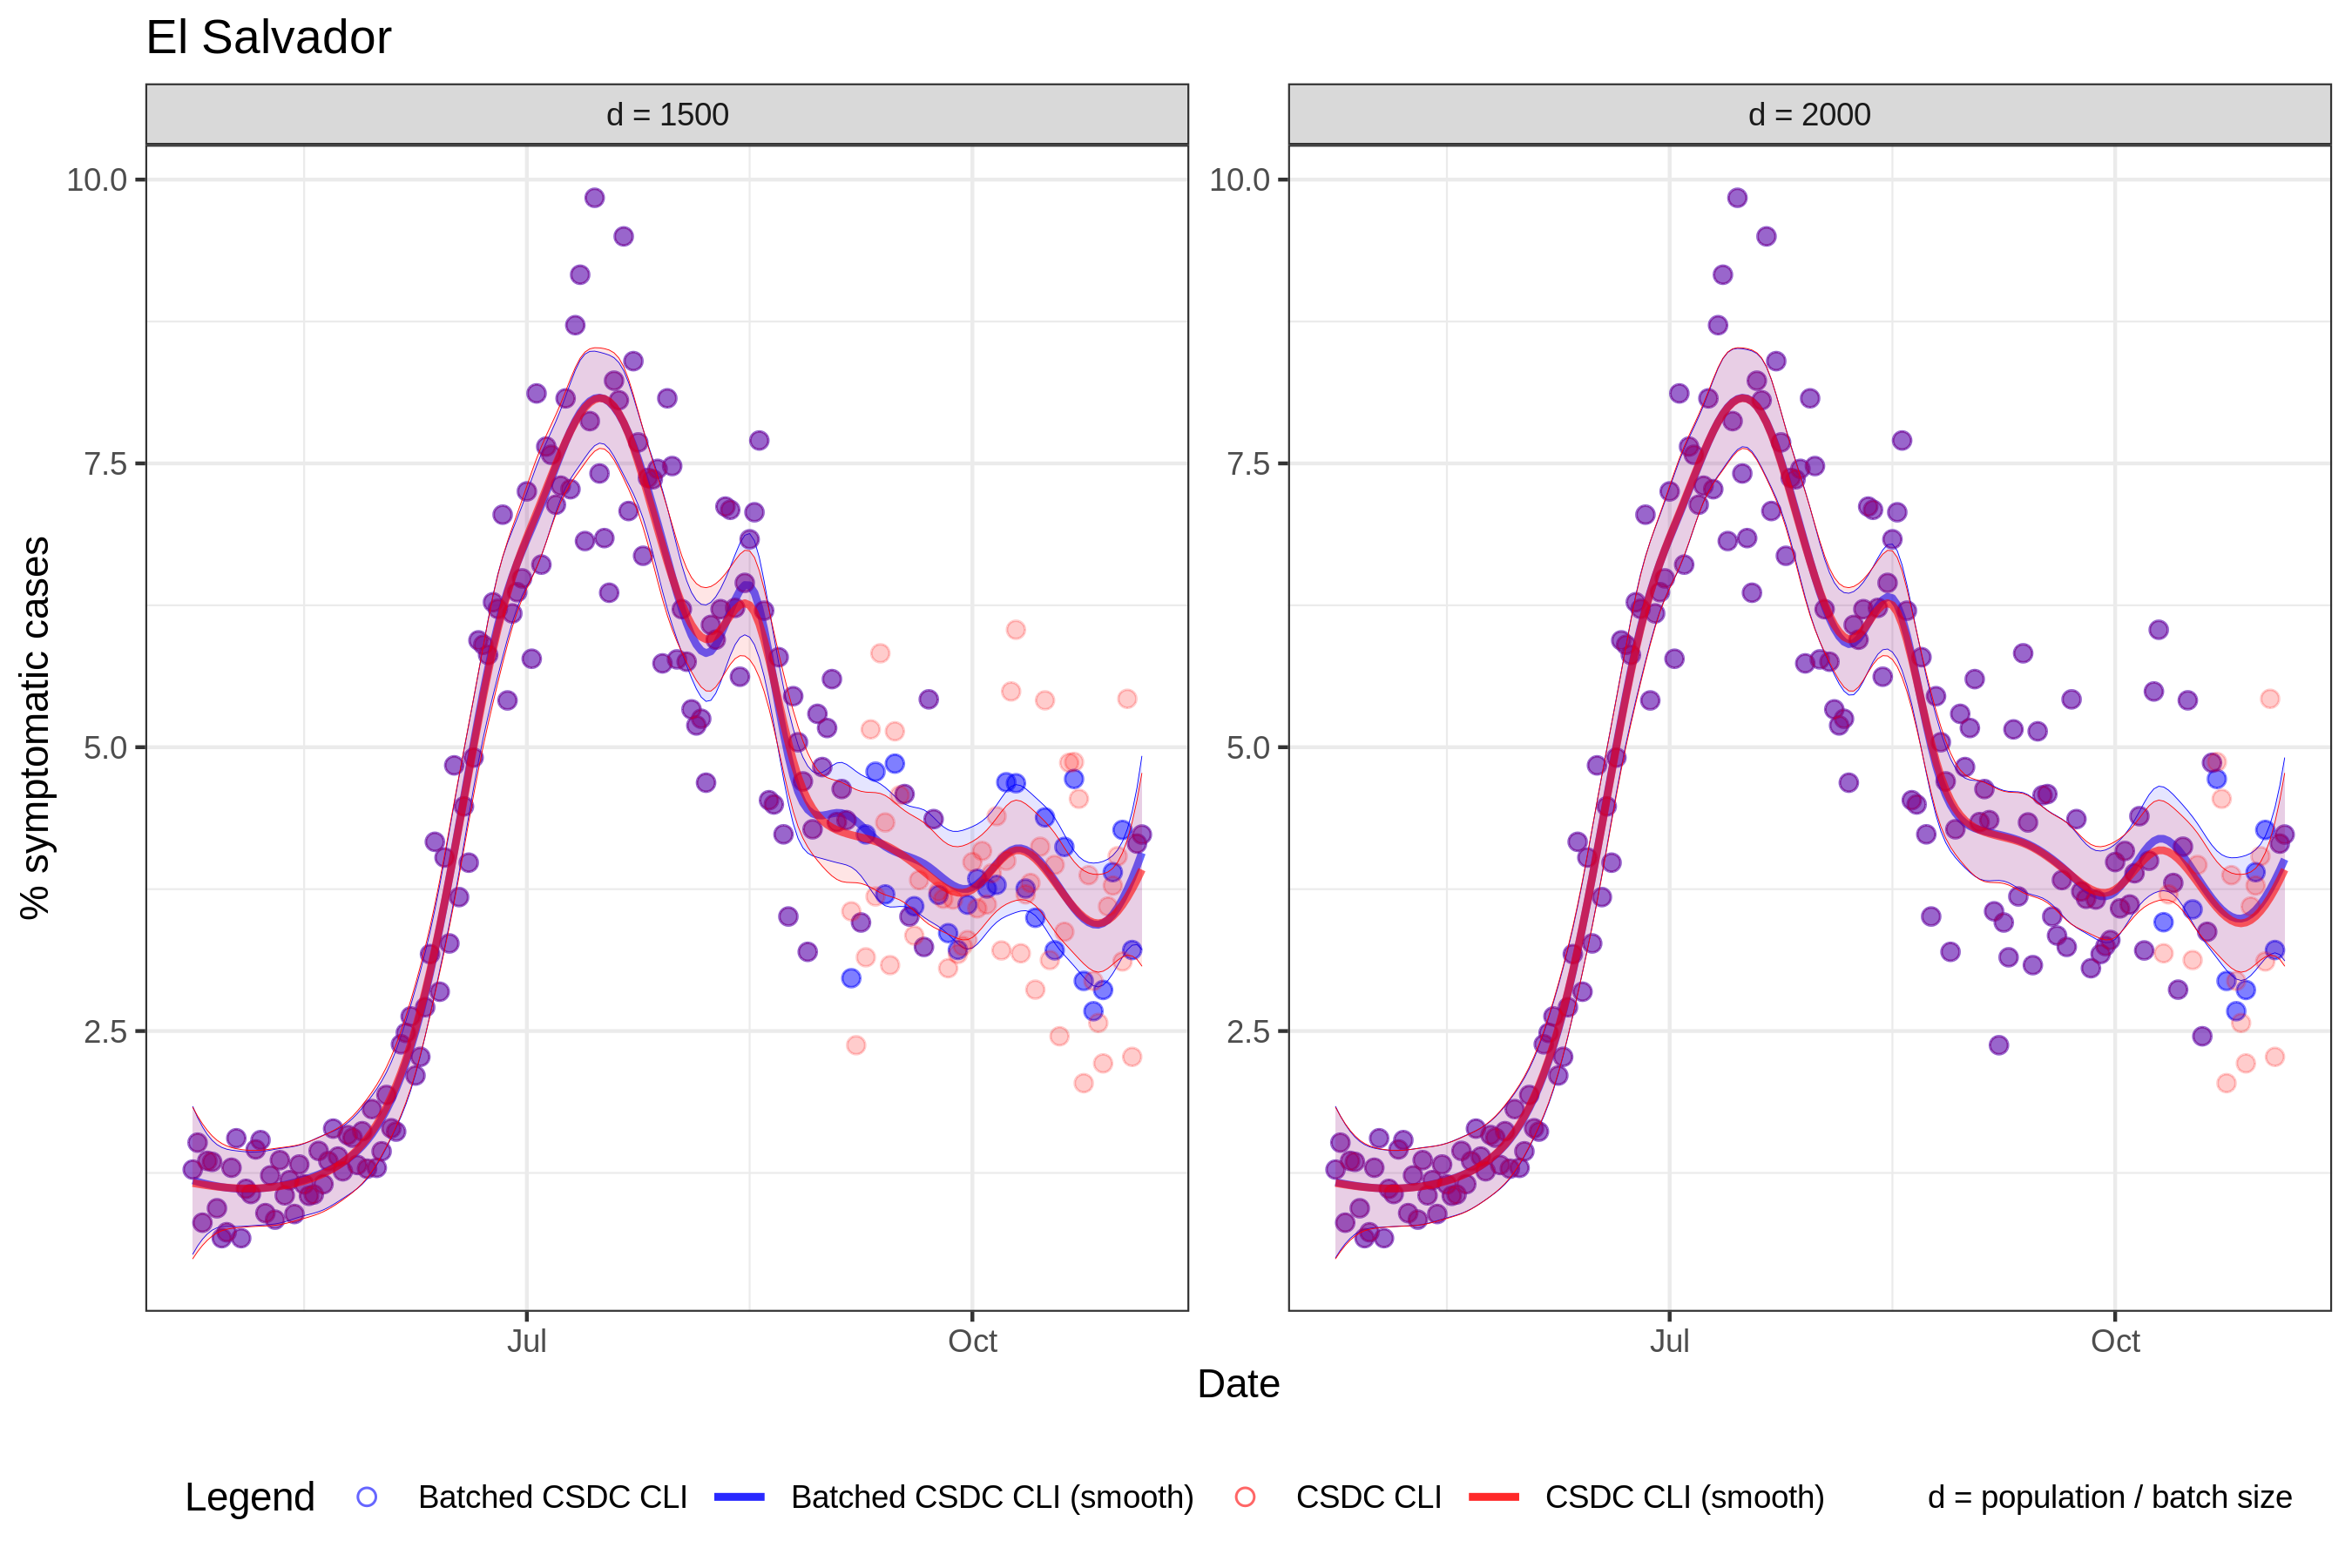 El Salvador
d = 1500
d = 2000
% symptomatic cases
10.0
7.5
5.0
2.5
10.0
7.5
5.0
2.5
Jul
Oct
Jul
Oct
Date
Legend
Batched CSDC CLI
Batched CSDC CLI (smooth)
CSDC CLI
CSDC CLI (smooth)
d = population / batch size